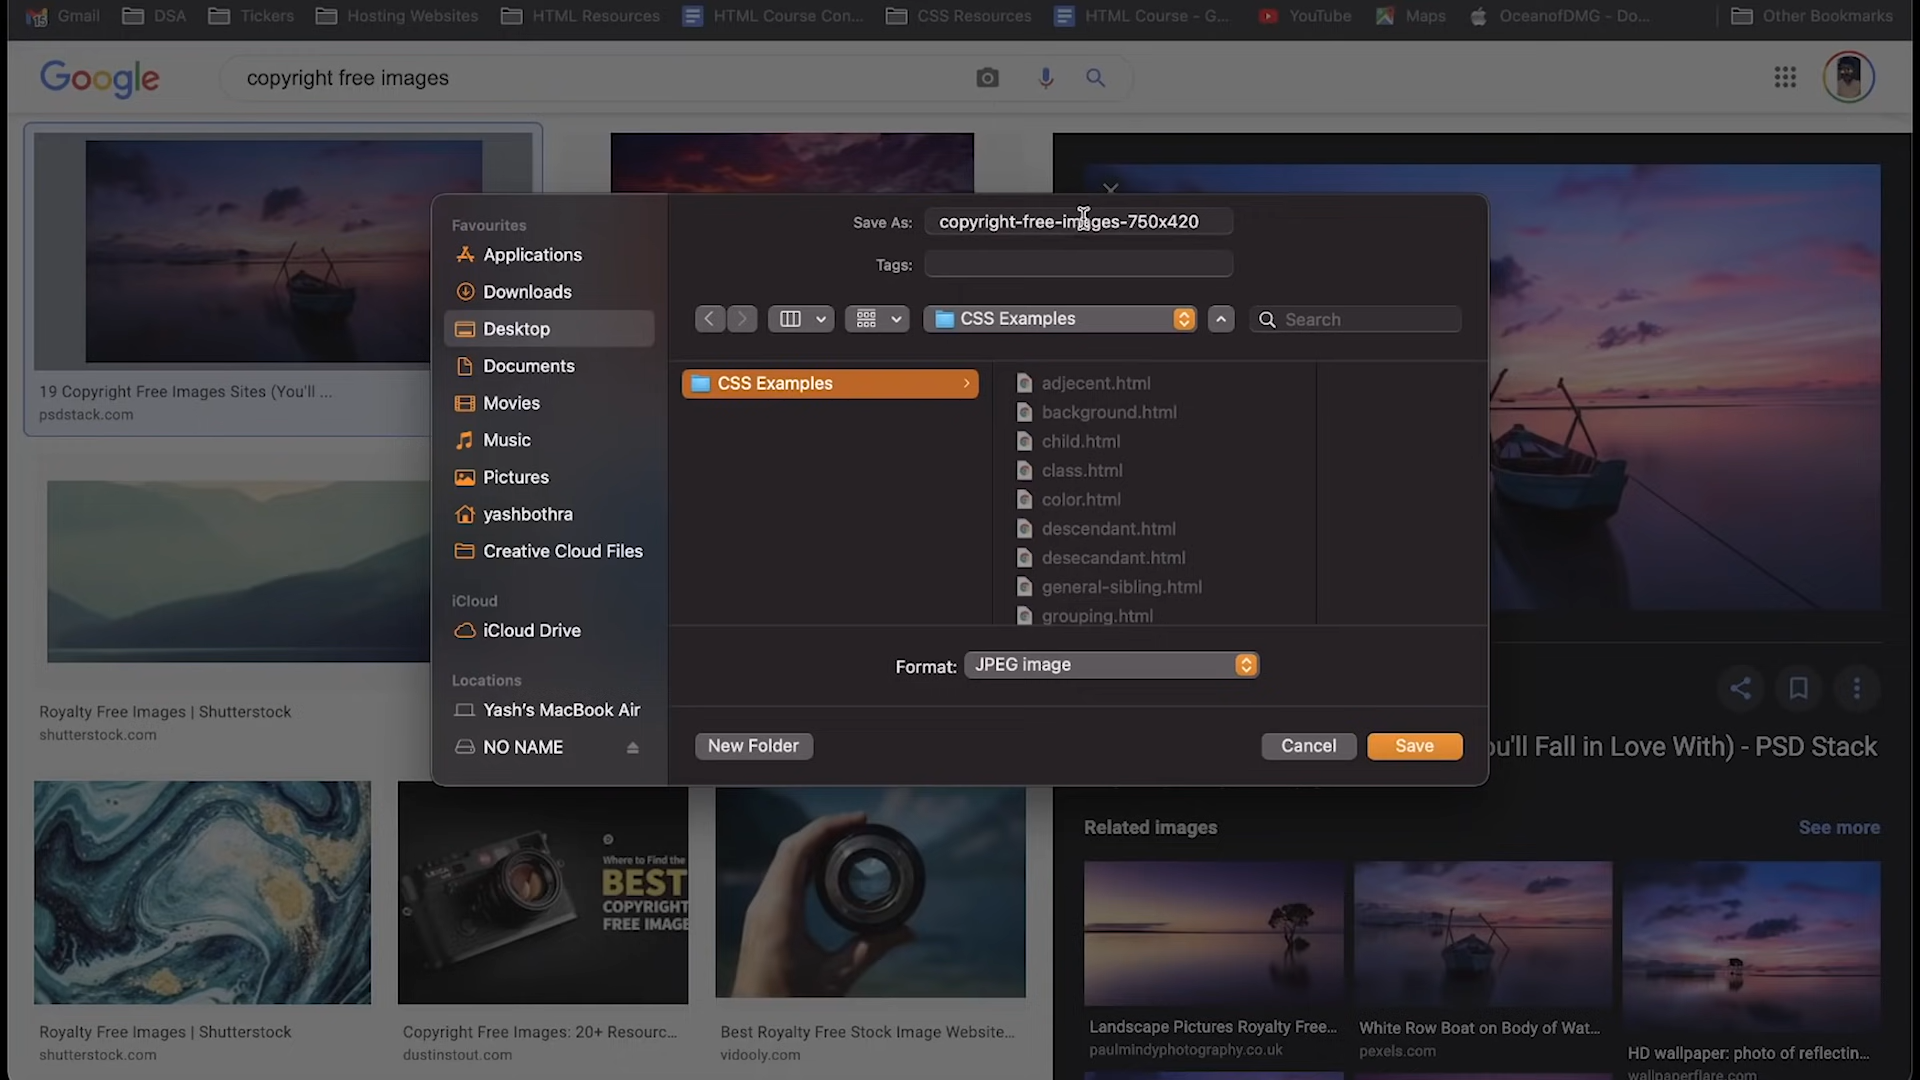 Gmail
DSA
Tickers
Hosting Websites
HTML Resources
HTML Course Con...
CSS Resources
HTML Course - G...
YouTube
Maps
OceanofDMG - Do...
Other Bookmarks
Google
copyright free images
19 Copyright Free Images Sites (You'll ...
psdstack.com
Royalty Free Images | Shutterstock
shutterstock.com
Royalty Free Images | Shutterstock
shutterstock.com
Where to Find the
BEST
COPYRIGHT
FREE IMAGE
Copyright Free Images: 20+ Resourc...
dustinstout.com
Best Royalty Free Stock Image Website...
vidooly.com
Favourites
Applications
Downloads
Desktop
Documents
Movies
Music
Pictures
yashbothra
Creative Cloud Files
iCloud
iCloud Drive
Locations
Yash's MacBook Air
NO NAME
Save As: copyright-free-images-750x420
Tags:
CSS Examples
Search
CSS Examples
adjecent.html
background.html
child.html
class.html
color.html
descendant.html
desecandant.html
general-sibling.html
grouping.html
Format: JPEG image
New Folder
Cancel
Save
ou'll Fall in Love With) - PSD Stack
Related images
See more
Landscape Pictures Royalty Free...
paulmindyphotography.co.uk
White Row Boat on Body of Wat...
pexels.com
HD wallpaper: photo of reflectin...
wallpaperflare.com